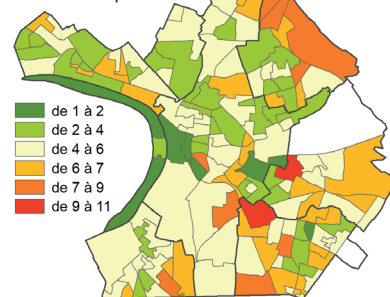 de 1 à 2
de 2 à 4
de 4 à 6
de 6 à 7
de 7 à 9
de 9 à 11